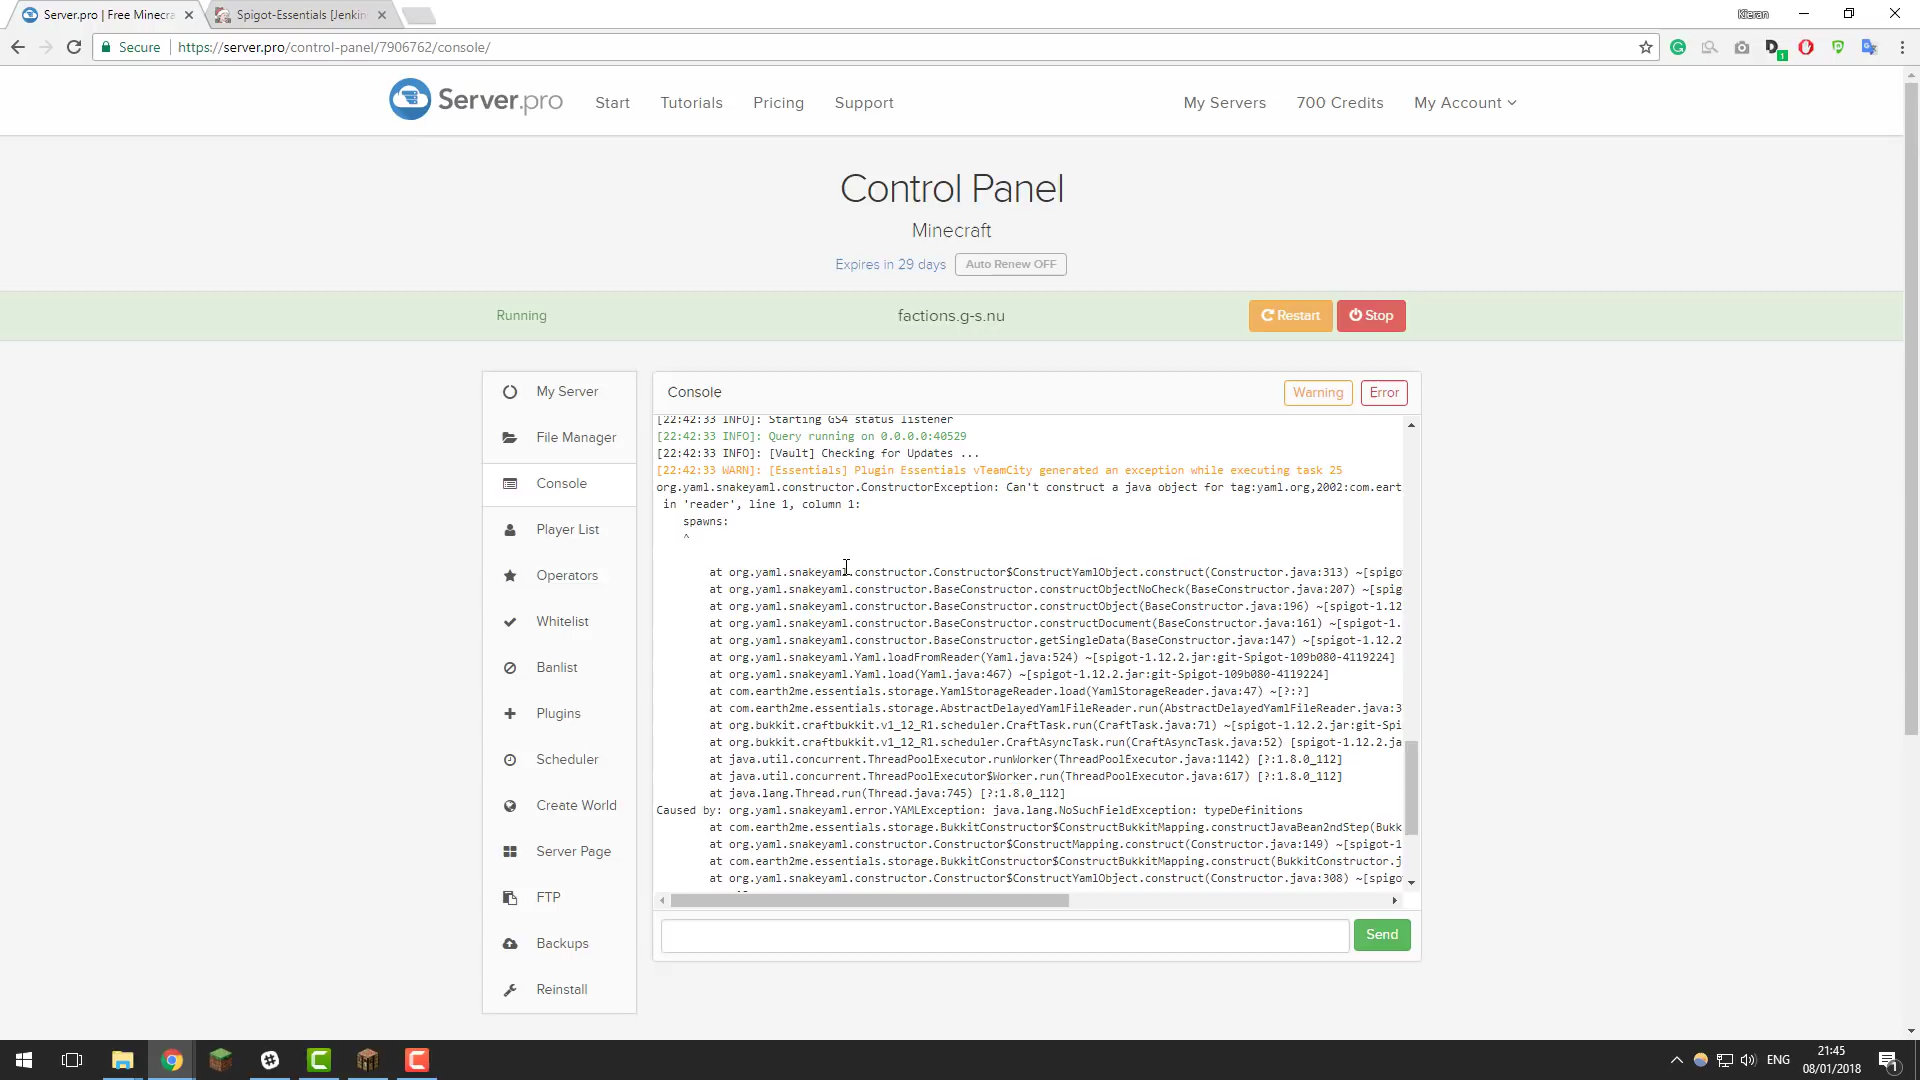 Server.pro | Free Minecra
Spigot-Essentials [Jenkin
Kieran
Secure
https://server.pro/control-panel/7906762/console/
1
Server.pro
Start
Tutorials
Pricing
Support
My Servers
700 Credits
My Account
Control Panel
Minecraft
Expires in 29 days
Auto Renew OFF
Running
factions.g-s.nu
Restart
Stop
My Server
File Manager
Console
Player List
Operators
Whitelist
Banlist
Plugins
Scheduler
Create World
Server Page
FTP
Backups
Reinstall
Console
Warning
Error
[22:42:33 INFO]: Starting GS4 status listener
[22:42:33 INFO]: Query running on 0.0.0.0:40529
[22:42:33 INFO]: [Vault] Checking for Updates ...
[22:42:33 WARN]: [Essentials] Plugin Essentials vTeamCity generated an exception while executing task 25
org.yaml.snakeyaml.constructor.ConstructorException: Can't construct a java object for tag:yaml.org,2002:com.eart
in 'reader', line 1, column 1:
spawns:
^
at org.yaml.snakeyaml.constructor.Constructor$ConstructYamlObject.construct(Constructor.java:313) ~[spigo
at org.yaml.snakeyaml.constructor.BaseConstructor.constructObjectNoCheck(BaseConstructor.java:207) ~[spig
at org.yaml.snakeyaml.constructor.BaseConstructor.constructObject(BaseConstructor.java:196) ~[spigot-1.12
at org.yaml.snakeyaml.constructor.BaseConstructor.constructDocument(BaseConstructor.java:161) ~[spigot-1.
at org.yaml.snakeyaml.constructor.BaseConstructor.getSingleData(BaseConstructor.java:147) ~[spigot-1.12.2
at org.yaml.snakeyaml.Yaml.loadFromReader(Yaml.java:524) ~[spigot-1.12.2.jar:git-Spigot-109b080-4119224]
at org.yaml.snakeyaml.Yaml.load(Yaml.java:467) ~[spigot-1.12.2.jar:git-Spigot-109b080-4119224]
at com.earth2me.essentials.storage.YamlStorageReader.load(YamlStorageReader.java:47) ~[?:?]
at com.earth2me.essentials.storage.AbstractDelayedYamlFileReader.run(AbstractDelayedYamlFileReader.java:3
at org.bukkit.craftbukkit.v1_12_R1.scheduler.CraftTask.run(CraftTask.java:71) ~[spigot-1.12.2.jar:git-Spi
at org.bukkit.craftbukkit.v1_12_R1.scheduler.CraftAsyncTask.run(CraftAsyncTask.java:52) [spigot-1.12.2.ja
at java.util.concurrent.ThreadPoolExecutor.runWorker(ThreadPoolExecutor.java:1142) [?:1.8.0_112]
at java.util.concurrent.ThreadPoolExecutor$Worker.run(ThreadPoolExecutor.java:617) [?:1.8.0_112]
at java.lang.Thread.run(Thread.java:745) [?:1.8.0_112]
Caused by: org.yaml.snakeyaml.error.YAMLException: java.lang.NoSuchFieldException: typeDefinitions
at com.earth2me.essentials.storage.BukkitConstructor$ConstructBukkitMapping.constructJavaBean2ndStep(Bukk
at org.yaml.snakeyaml.constructor.Constructor$ConstructMapping.construct(Constructor.java:149) ~[spigot-1
at com.earth2me.essentials.storage.BukkitConstructor$ConstructBukkitMapping.construct(BukkitConstructor.j
at org.yaml.snakeyaml.constructor.Constructor$ConstructYamlObject.construct(Constructor.java:308) ~[spigo
Send
ENG
21:45
08/01/2018
1